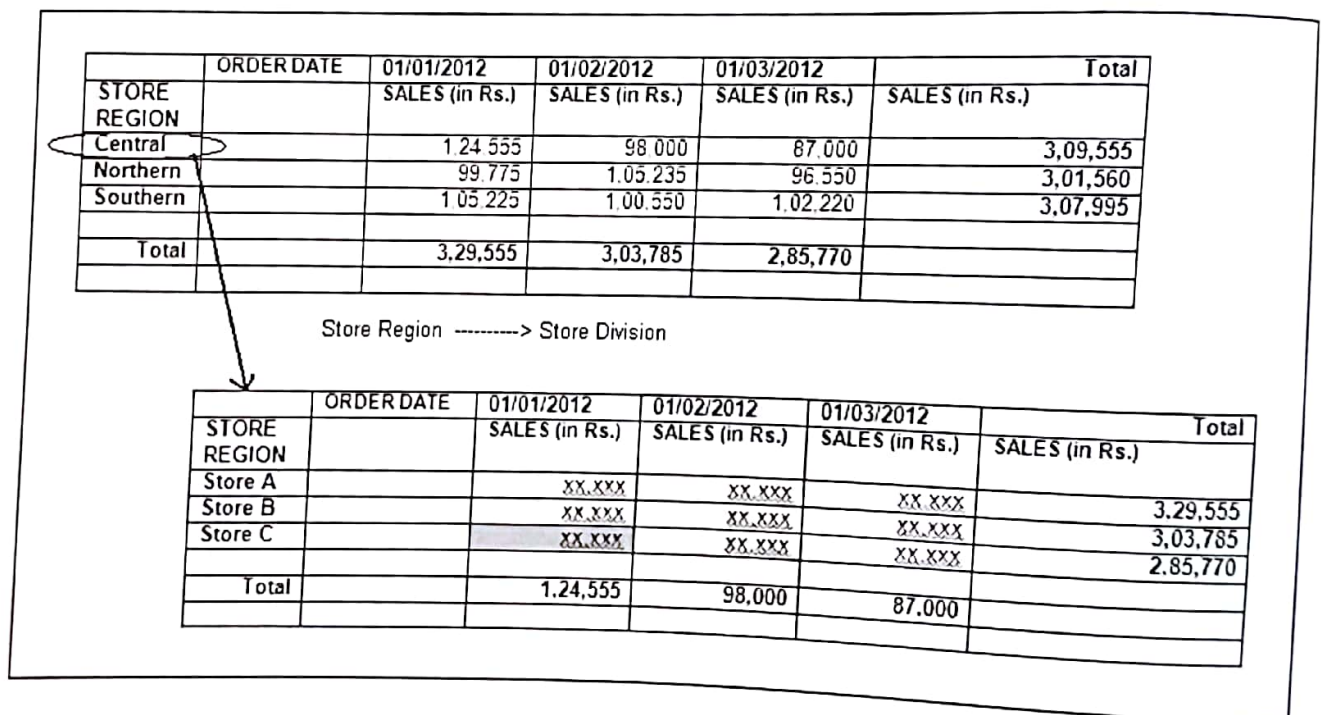 ORDER DATE 01/01/2012 01/02/2012 01/03/2012 Total
STORE SALES (in Rs.) SALES (in Rs.) SALES (in Rs.) SALES (in Rs.)
REGION
Central 1,24,555 98,000 87,000 3,09,555
Northern 99,775 1,05,235 96,550 3,01,560
Southern 1,05,225 1,00,550 1,02,220 3,07,995
Total 3,29,555 3,03,785 2,85,770
Store Region ----------> Store Division
ORDER DATE 01/01/2012 01/02/2012 01/03/2012 Total
STORE SALES (in Rs.) SALES (in Rs.) SALES (in Rs.) SALES (in Rs.)
REGION
Store A XX,XXX XX,XXX XX,XXX 3,29,555
Store B XX,XXX XX,XXX XX,XXX 3,03,785
Store C XX,XXX XX,XXX XX,XXX 2,85,770
Total 1,24,555 98,000 87,000